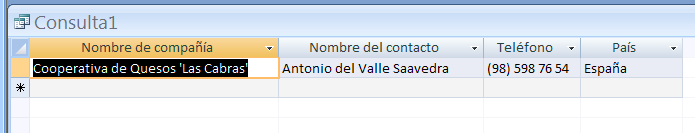 Consulta1
Nombre de compañía Nombre del contacto Teléfono País
Cooperativa de Quesos 'Las Cabras' Antonio del Valle Saavedra (98) 598 76 54 España